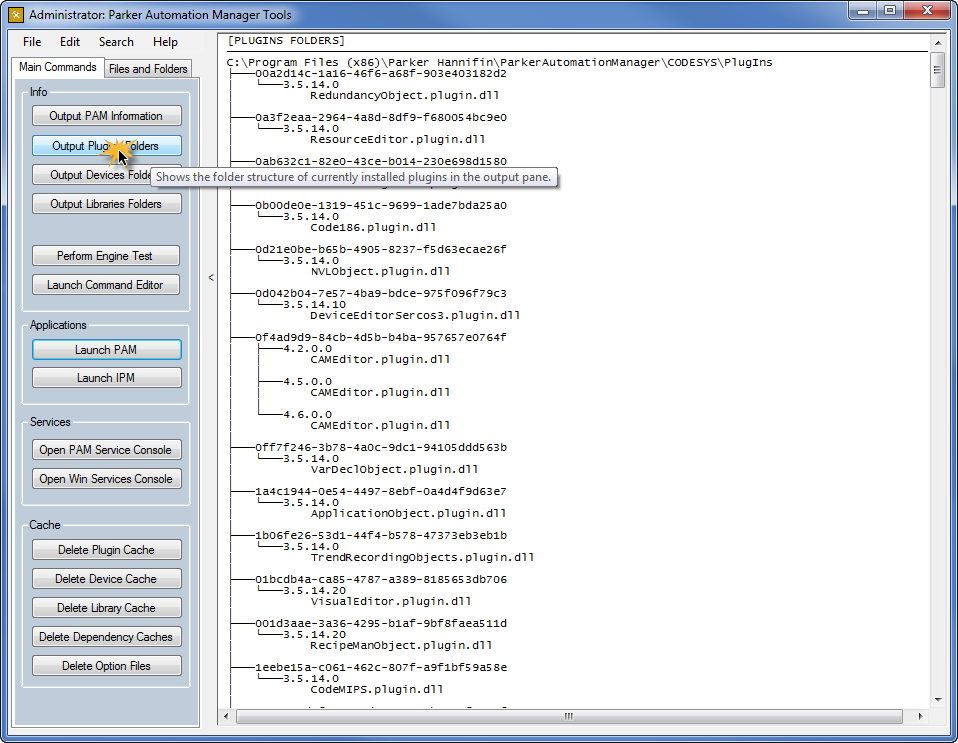 Administrator: Parker Automation Manager Tools
File Edit Search Help
Main Commands
Files and Folders
Info
Output PAM Information
Output Folders
Output Devices
Output Libraries Folders
Perform Engine Test
Launch Command Editor
Applications
Launch PAM
Launch IPM
Services
Open PAM Service Console
Open Win Services Console
Cache
Delete Plugin Cache
Delete Device Cache
Delete Library Cache
Delete Dependency Caches
Delete Option Files
<
Shows the folder structure of currently installed plugins in the output pane.
[PLUGINS FOLDERS]
C:\Program Files (x86)\Parker Hannifin\ParkerAutomationManager\CODESYS\PlugIns
00a2d14c-1a16-46f6-a68f-903e403182d2
3.5.14.0
RedundancyObject.plugin.dll
0a3f2eaa-2964-4a8d-8df9-f680054bc9e0
3.5.14.0
ResourceEditor.plugin.dll
0ab632c1-82e0-43ce-b014-230e698d1580
0b00de0e-1319-451c-9699-1ade7bda25a0
3.5.14.0
Code186.plugin.dll
0d21e0be-b65b-4905-8237-f5d63ecae26f
3.5.14.0
NVLObject.plugin.dll
0d042b04-7e57-4ba9-bdce-975f096f79c3
3.5.14.10
DeviceEditorSercos3.plugin.dll
0f4ad9d9-84cb-4d5b-b4ba-957657e0764f
4.2.0.0
CAMEditor.plugin.dll
4.5.0.0
CAMEditor.plugin.dll
4.6.0.0
CAMEditor.plugin.dll
0ff7f246-3b78-4a0c-9dc1-94105ddd563b
3.5.14.0
VarDeclObject.plugin.dll
1a4c1944-0e54-4497-8ebf-0a4d4f9d63e7
3.5.14.0
ApplicationObject.plugin.dll
1b06fe26-53d1-44f4-b578-47373eb3eb1b
3.5.14.0
TrendRecordingObjects.plugin.dll
01bcdb4a-ca85-4787-a389-8185653db706
3.5.14.20
VisualEditor.plugin.dll
001d3aae-3a36-4295-b1af-9bf8faea511d
3.5.14.20
RecipeManObject.plugin.dll
1eebe15a-c061-462c-807f-a9f1bf59a58e
3.5.14.0
CodeMIPS.plugin.dll